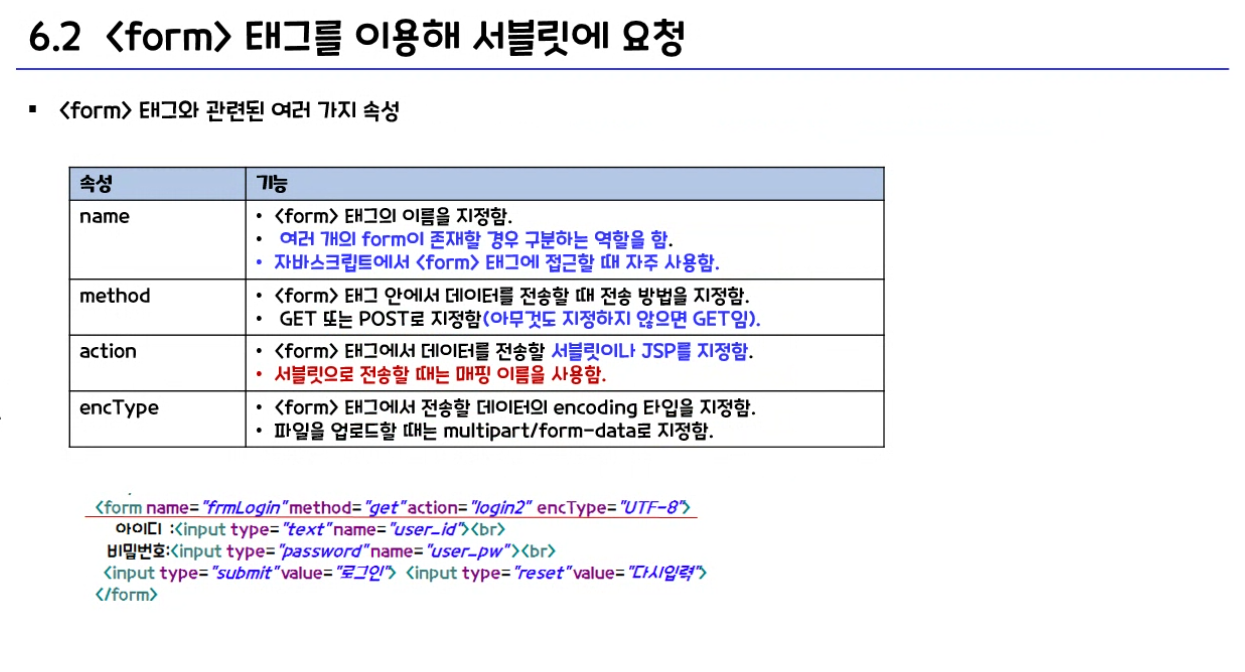 6.2 <form> 태그를 이용해 서블릿에 요청
▪ <form> 태그와 관련된 여러 가지 속성
속성 기능
name
• <form> 태그의 이름을 지정함.
• 여러 개의 form이 존재할 경우 구분하는 역할을 함.
• 자바스크립트에서 <form> 태그에 접근할 때 자주 사용함.
method
• <form> 태그 안에서 데이터를 전송할 때 전송 방법을 지정함.
• GET 또는 POST로 지정함(아무것도 지정하지 않으면 GET임).
action
• <form> 태그에서 데이터를 전송할 서블릿이나 JSP를 지정함.
• 서블릿으로 전송할 때는 매핑 이름을 사용함.
encType
• <form> 태그에서 전송할 데이터의 encoding 타입을 지정함.
• 파일을 업로드할 때는 multipart/form-data로 지정함.
<form name="frmLogin" method="get" action="login2" encType="UTF-8">
아이디 :<input type="text" name="user_id"><br>
비밀번호:<input type="password" name="user_pw"><br>
<input type="submit" value="로그인"> <input type="reset" value="다시입력">
</form>